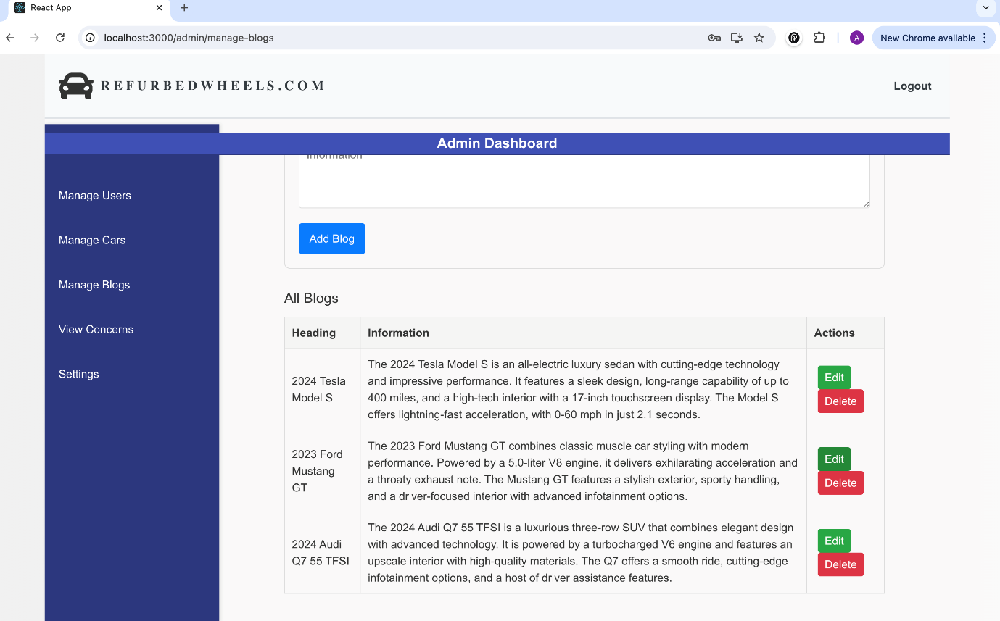 React App
localhost:3000/admin/manage-blogs
A
New Chrome available
REFURBEDWHEELS.COM
Logout
Admin Dashboard
Information
Manage Users
Manage Cars
Manage Blogs
View Concerns
Settings
Add Blog
All Blogs
Heading
Information
Actions
2024 Tesla
Model S
The 2024 Tesla Model S is an all-electric luxury sedan with cutting-edge technology
and impressive performance. It features a sleek design, long-range capability of up to
400 miles, and a high-tech interior with a 17-inch touchscreen display. The Model S
offers lightning-fast acceleration, with 0-60 mph in just 2.1 seconds.
Edit
Delete
2023 Ford
Mustang
GT
The 2023 Ford Mustang GT combines classic muscle car styling with modern
performance. Powered by a 5.0-liter V8 engine, it delivers exhilarating acceleration and
a throaty exhaust note. The Mustang GT features a stylish exterior, sporty handling,
and a driver-focused interior with advanced infotainment options.
Edit
Delete
2024 Audi
Q7 55 TFSI
The 2024 Audi Q7 55 TFSI is a luxurious three-row SUV that combines elegant design
with advanced technology. It is powered by a turbocharged V6 engine and features an
upscale interior with high-quality materials. The Q7 offers a smooth ride, cutting-edge
infotainment options, and a host of driver assistance features.
Edit
Delete